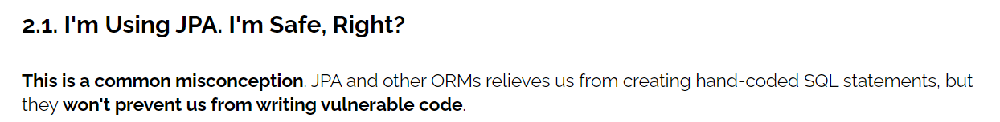 2.1. I'm Using JPA. I'm Safe, Right?
This is a common misconception. JPA and other ORMs relieves us from creating hand-coded SQL statements, but
they won't prevent us from writing vulnerable code.